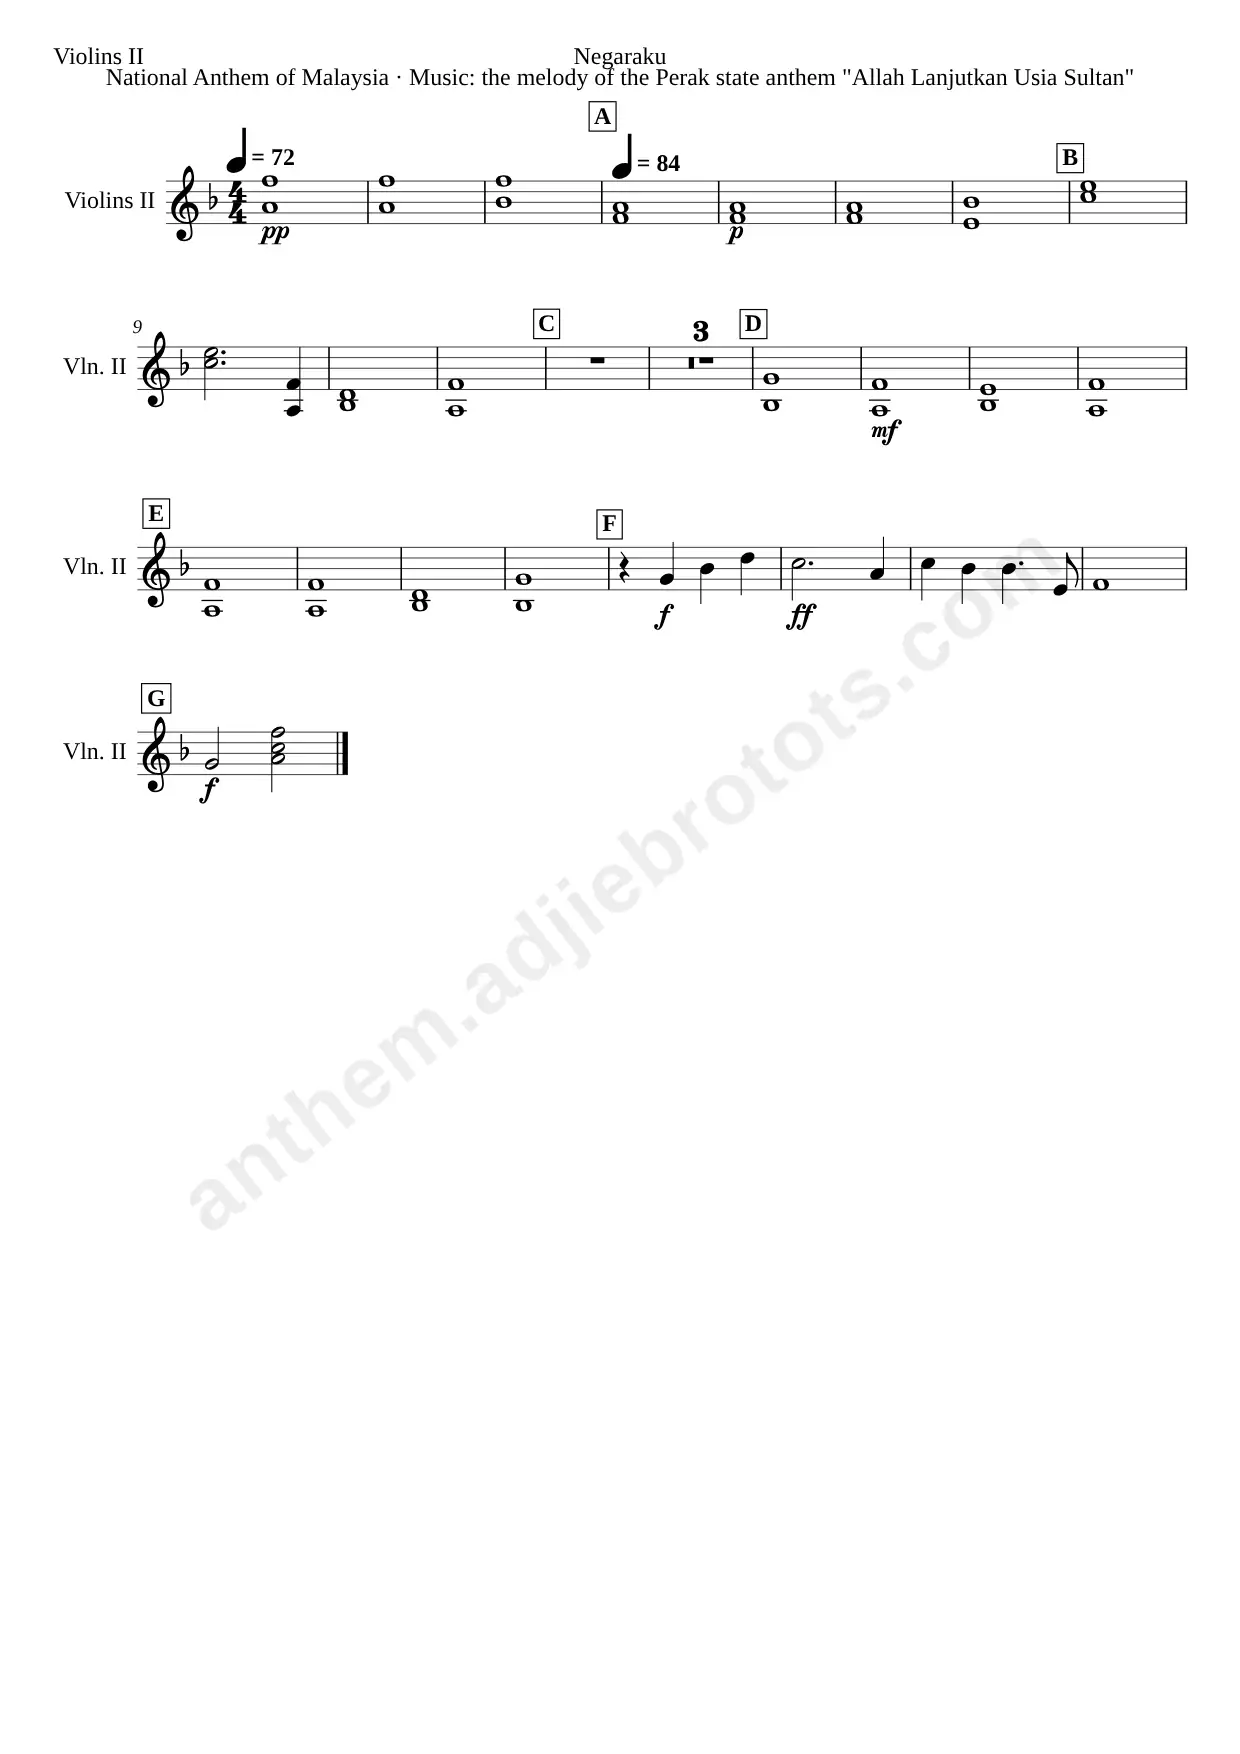 Violins II
Negaraku
National Anthem of Malaysia · Music: the melody of the Perak state anthem "Allah Lanjutkan Usia Sultan"
A
= 72
= 84
B
Violins II
pp
p
9
C
3
D
Vln. II
mf
E
F
Vln. II
f
ff
G
Vln. II
f
anthem.adjiebrotots.com